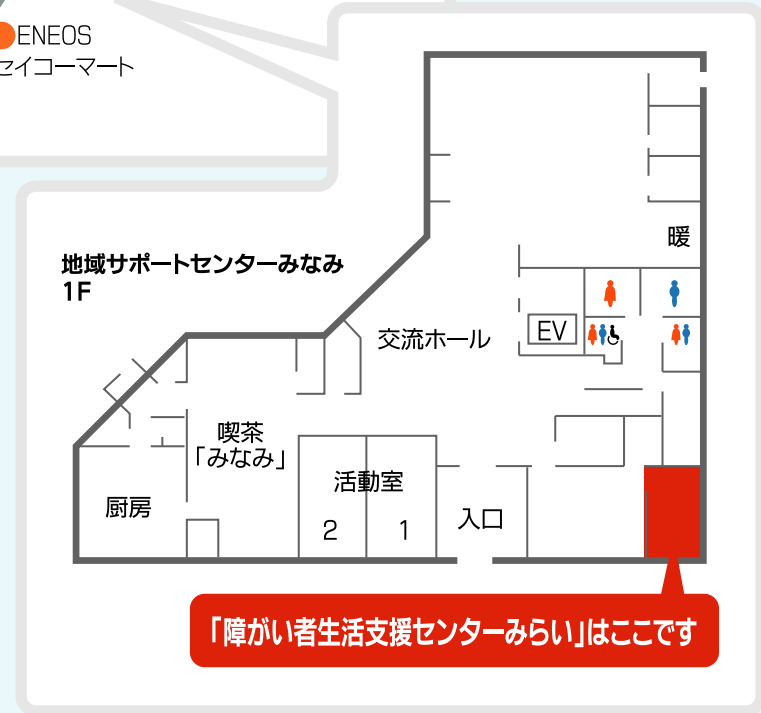 ENEOS
セイコーマート
地域サポートセンターみなみ
1F
暖
EV
交流ホール
喫茶
「みなみ」
活動室
厨房
2
1
入口
「障がい者生活支援センターみらい」はここです